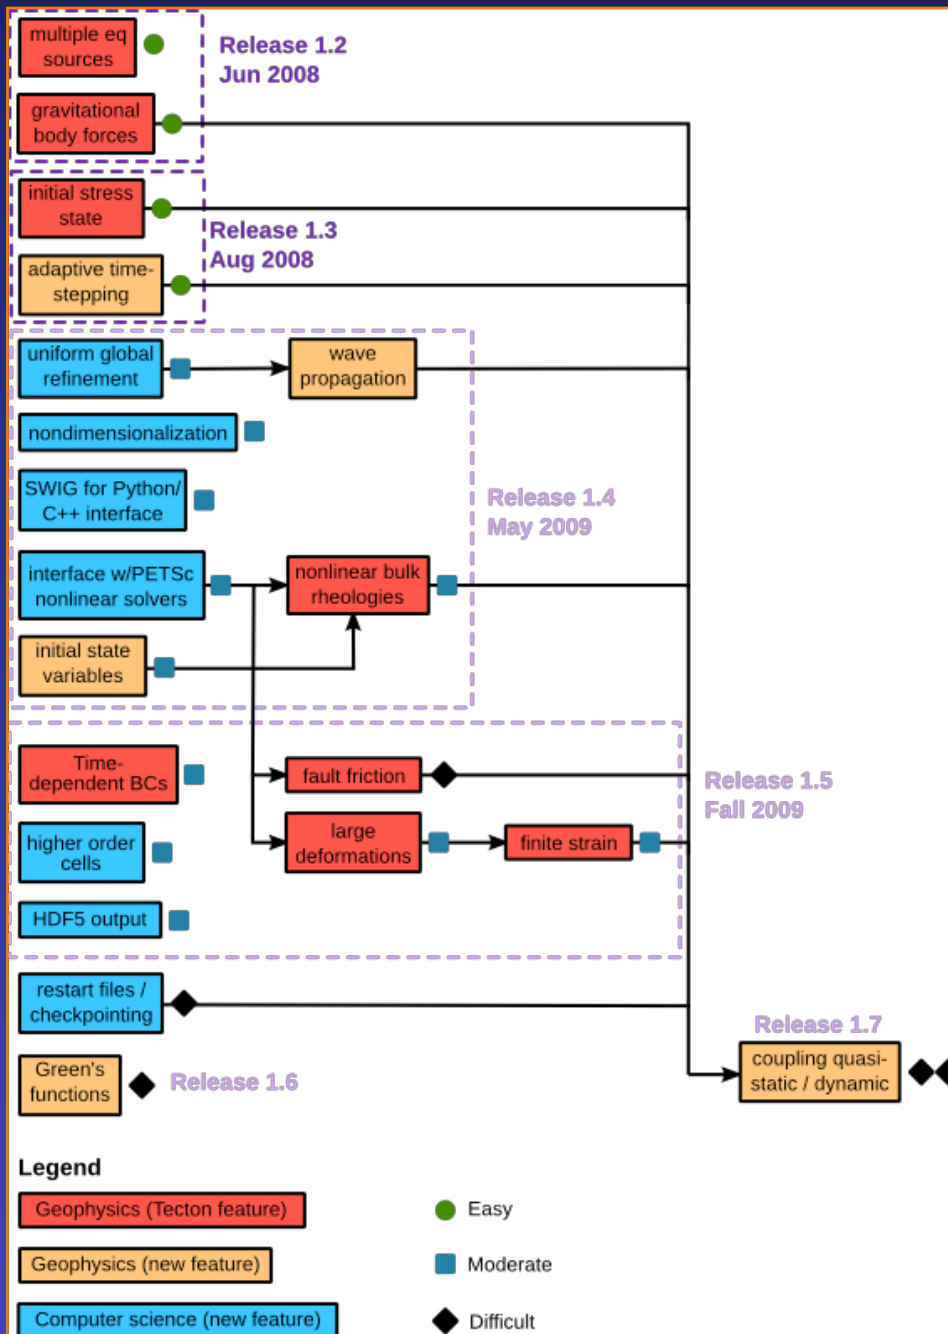 multiple eq
sources
Release 1.2
Jun 2008
gravitational
body forces
initial stress
state
Release 1.3
Aug 2008
adaptive time-
stepping
uniform global
refinement
wave
propagation
nondimensionalization
SWIG for Python/
C++ interface
Release 1.4
May 2009
interface w/PETSc
nonlinear solvers
nonlinear bulk
rheologies
initial state
variables
Time-
dependent BCs
fault friction
Release 1.5
Fall 2009
higher order
cells
large
deformations
finite strain
HDF5 output
restart files /
checkpointing
Release 1.7
coupling quasi-
static / dynamic
Green's
functions
Release 1.6
Legend
Geophysics (Tecton feature)
Easy
Geophysics (new feature)
Moderate
Computer science (new feature)
Difficult